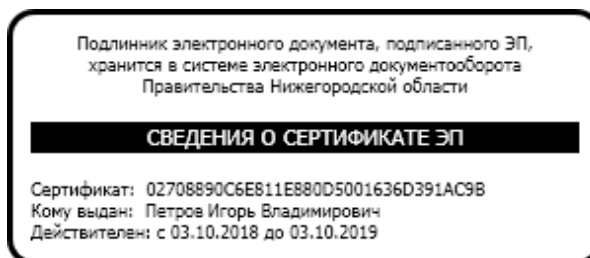 Подлинник электронного документа, подписанного ЭП,
хранится в системе электронного документооборота
Правительства Нижегородской области
СВЕДЕНИЯ О СЕРТИФИКАТЕ ЭП
Сертификат: 02708890C6E811E880D5001636D391AC9B
Кому выдан: Петров Игорь Владимирович
Действителен: с 03.10.2018 до 03.10.2019